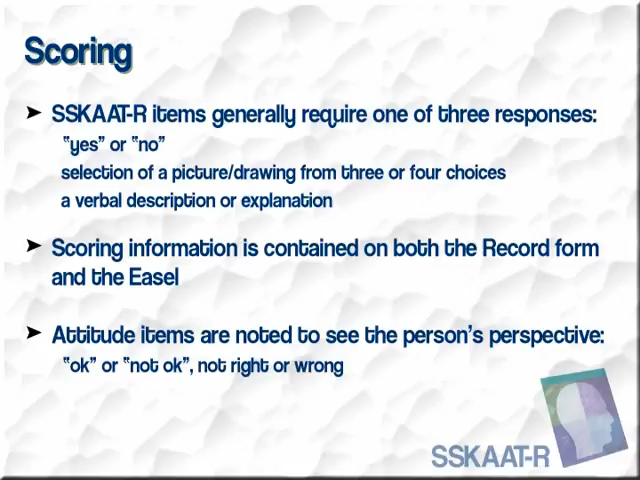 Scoring
➤ SSKAAT-R items generally require one of three responses:
"yes" or "no"
selection of a picture/drawing from three or four choices
a verbal description or explanation
➤ Scoring information is contained on both the Record form
and the Easel
➤ Attitude items are noted to see the person's perspective:
"ok" or "not ok", not right or wrong
SSKAAT-R